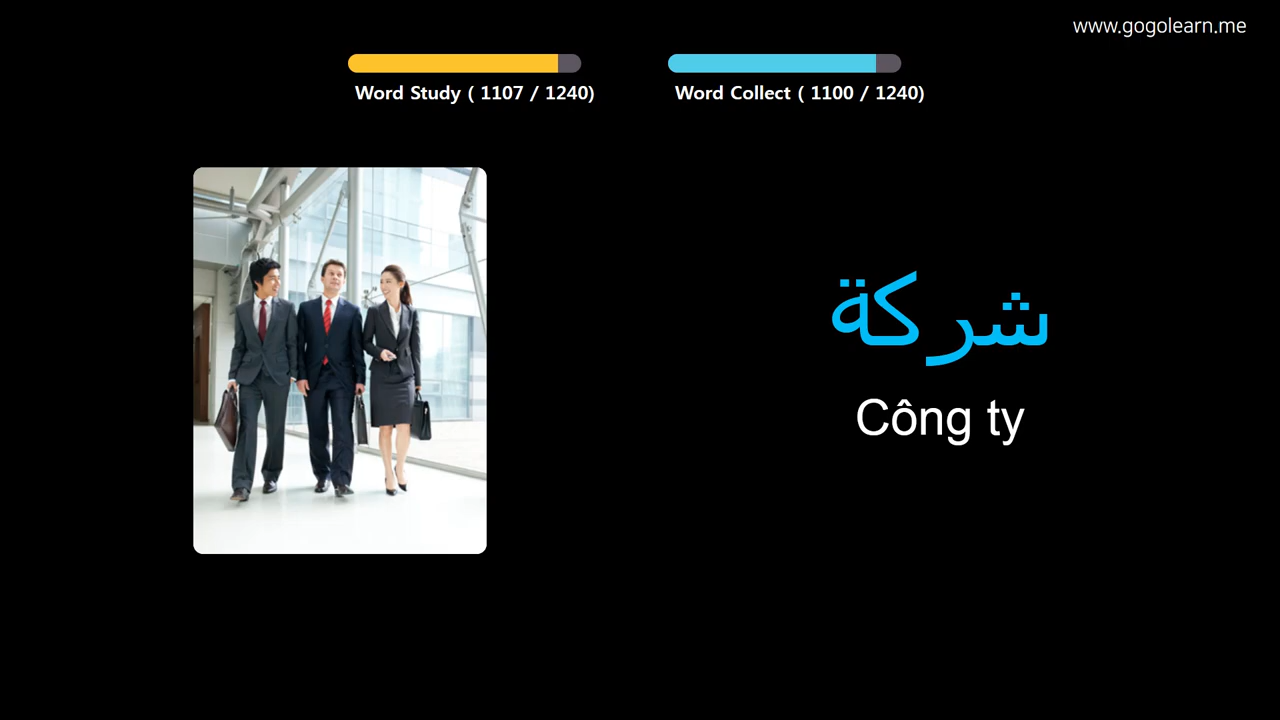 www.gogolearn.me
Word Study ( 1107 / 1240)
Word Collect ( 1100 / 1240)
شركة
Công ty